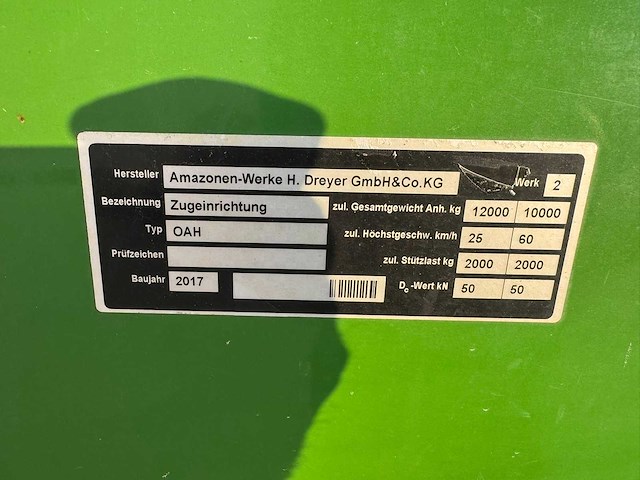 Hersteller Amazonen-Werke H. Dreyer GmbH&Co.KG Werk 2
Bezeichnung Zugeinrichtung zul. Gesamtgewicht Anh. kg 12000 10000
Typ OAH zul. Höchstgeschw. km/h 25 60
Prüfzeichen zul. Stützlast kg 2000 2000
Baujahr 2017 Dc-Wert kN 50 50